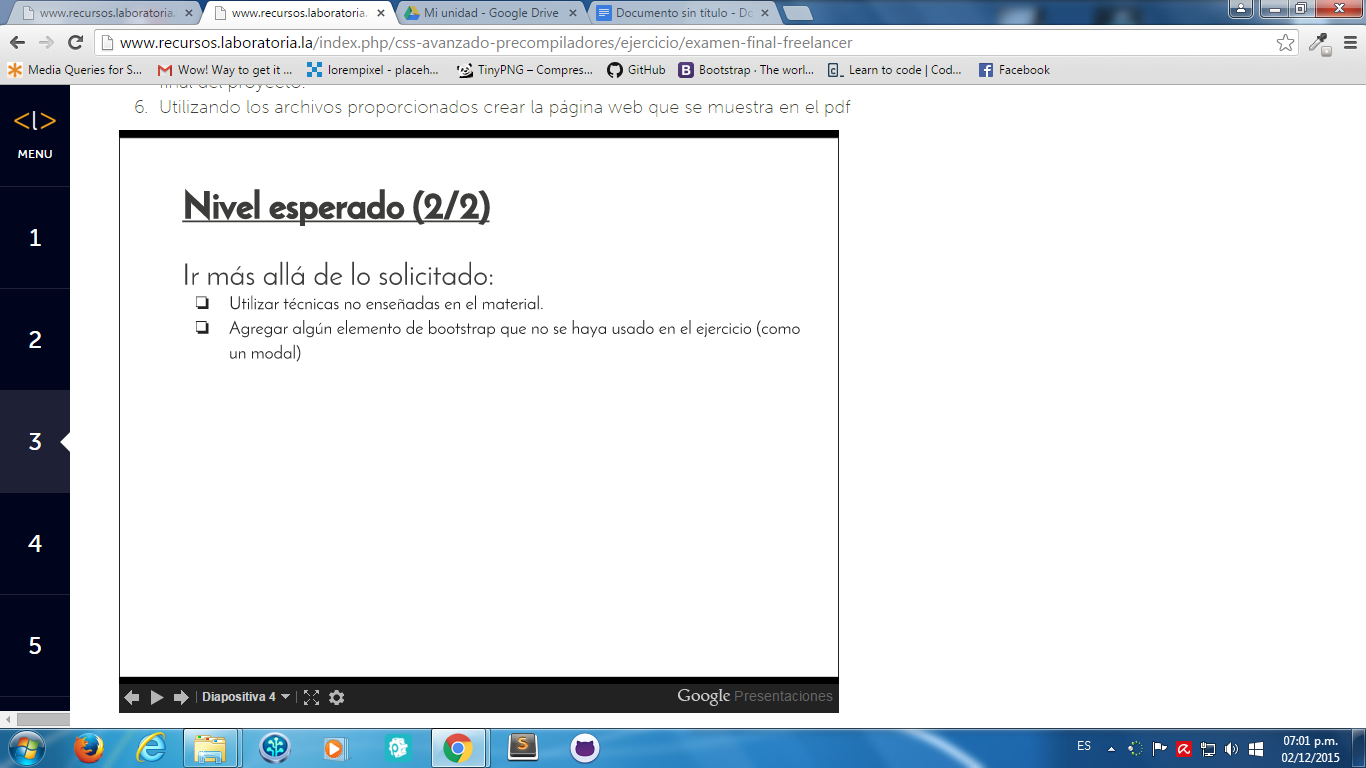 www.recursos.laboratoria.
www.recursos.laboratoria.
Mi unidad - Google Drive
Documento sin título - Do
www.recursos.laboratoria.la/index.php/css-avanzado-precompiladores/ejercicio/examen-final-freelancer
Media Queries for S...
Wow! Way to get it ...
lorempixel - placeh...
TinyPNG – Compres...
GitHub
Bootstrap · The worl...
Learn to code | Cod...
Facebook
<l>
MENU
1
2
3
4
5
final del proyecto.
6. Utilizando los archivos proporcionados crear la página web que se muestra en el pdf
Nivel esperado (2/2)
Ir más allá de lo solicitado:
❏ Utilizar técnicas no enseñadas en el material.
❏ Agregar algún elemento de bootstrap que no se haya usado en el ejercicio (como
un modal)
Diapositiva 4
Google Presentaciones
ES
07:01 p.m.
02/12/2015